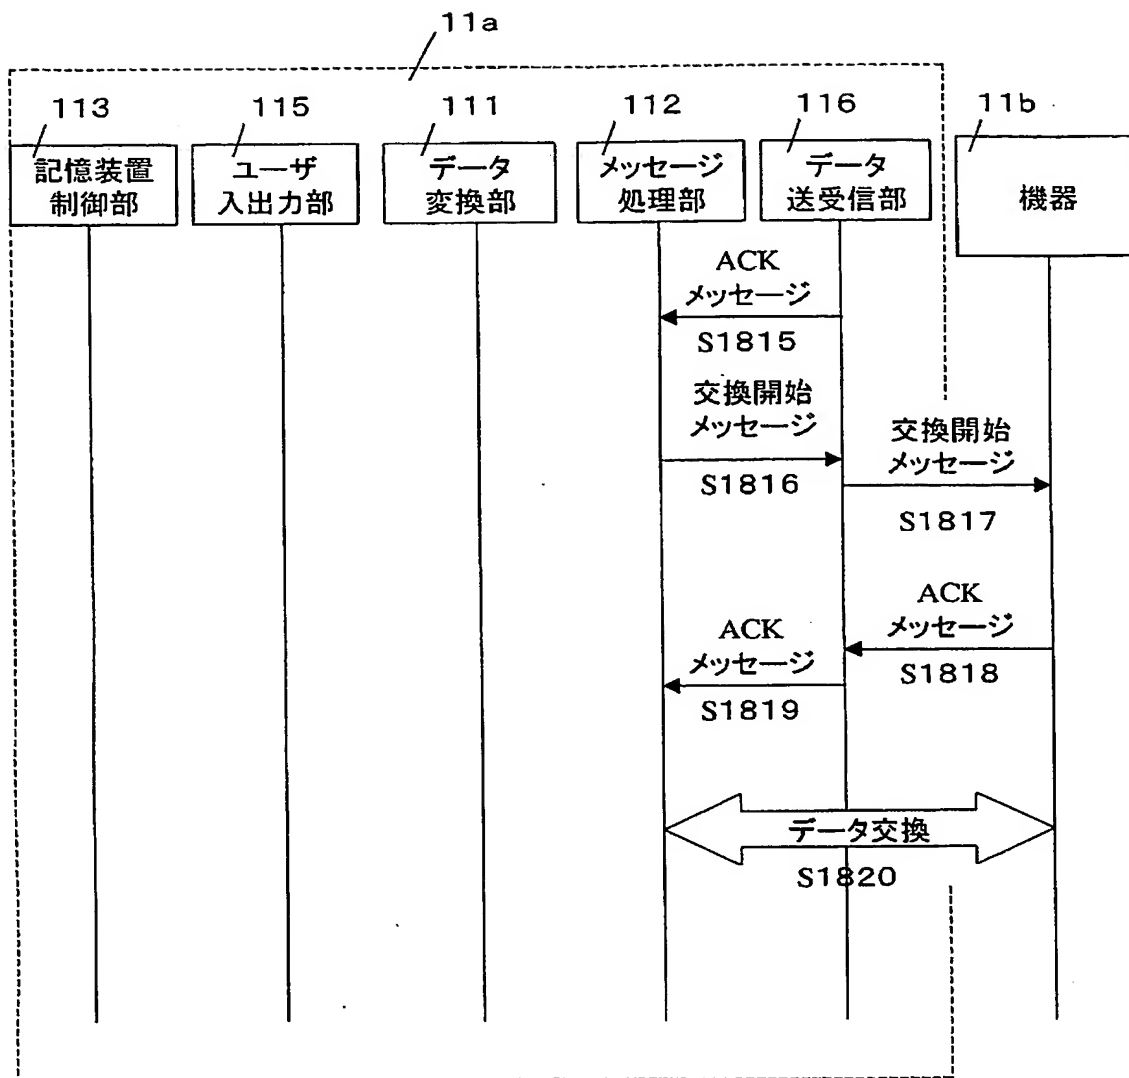 11a
113
115
111
112
116
11b
記憶装置
制御部
ユーザ
入出力部
データ
変換部
メッセージ
処理部
データ
送受信部
機器
ACK
メッセージ
S1815
交換開始
メッセージ
S1816
交換開始
メッセージ
S1817
ACK
メッセージ
S1818
ACK
メッセージ
S1819
データ交換
S1820